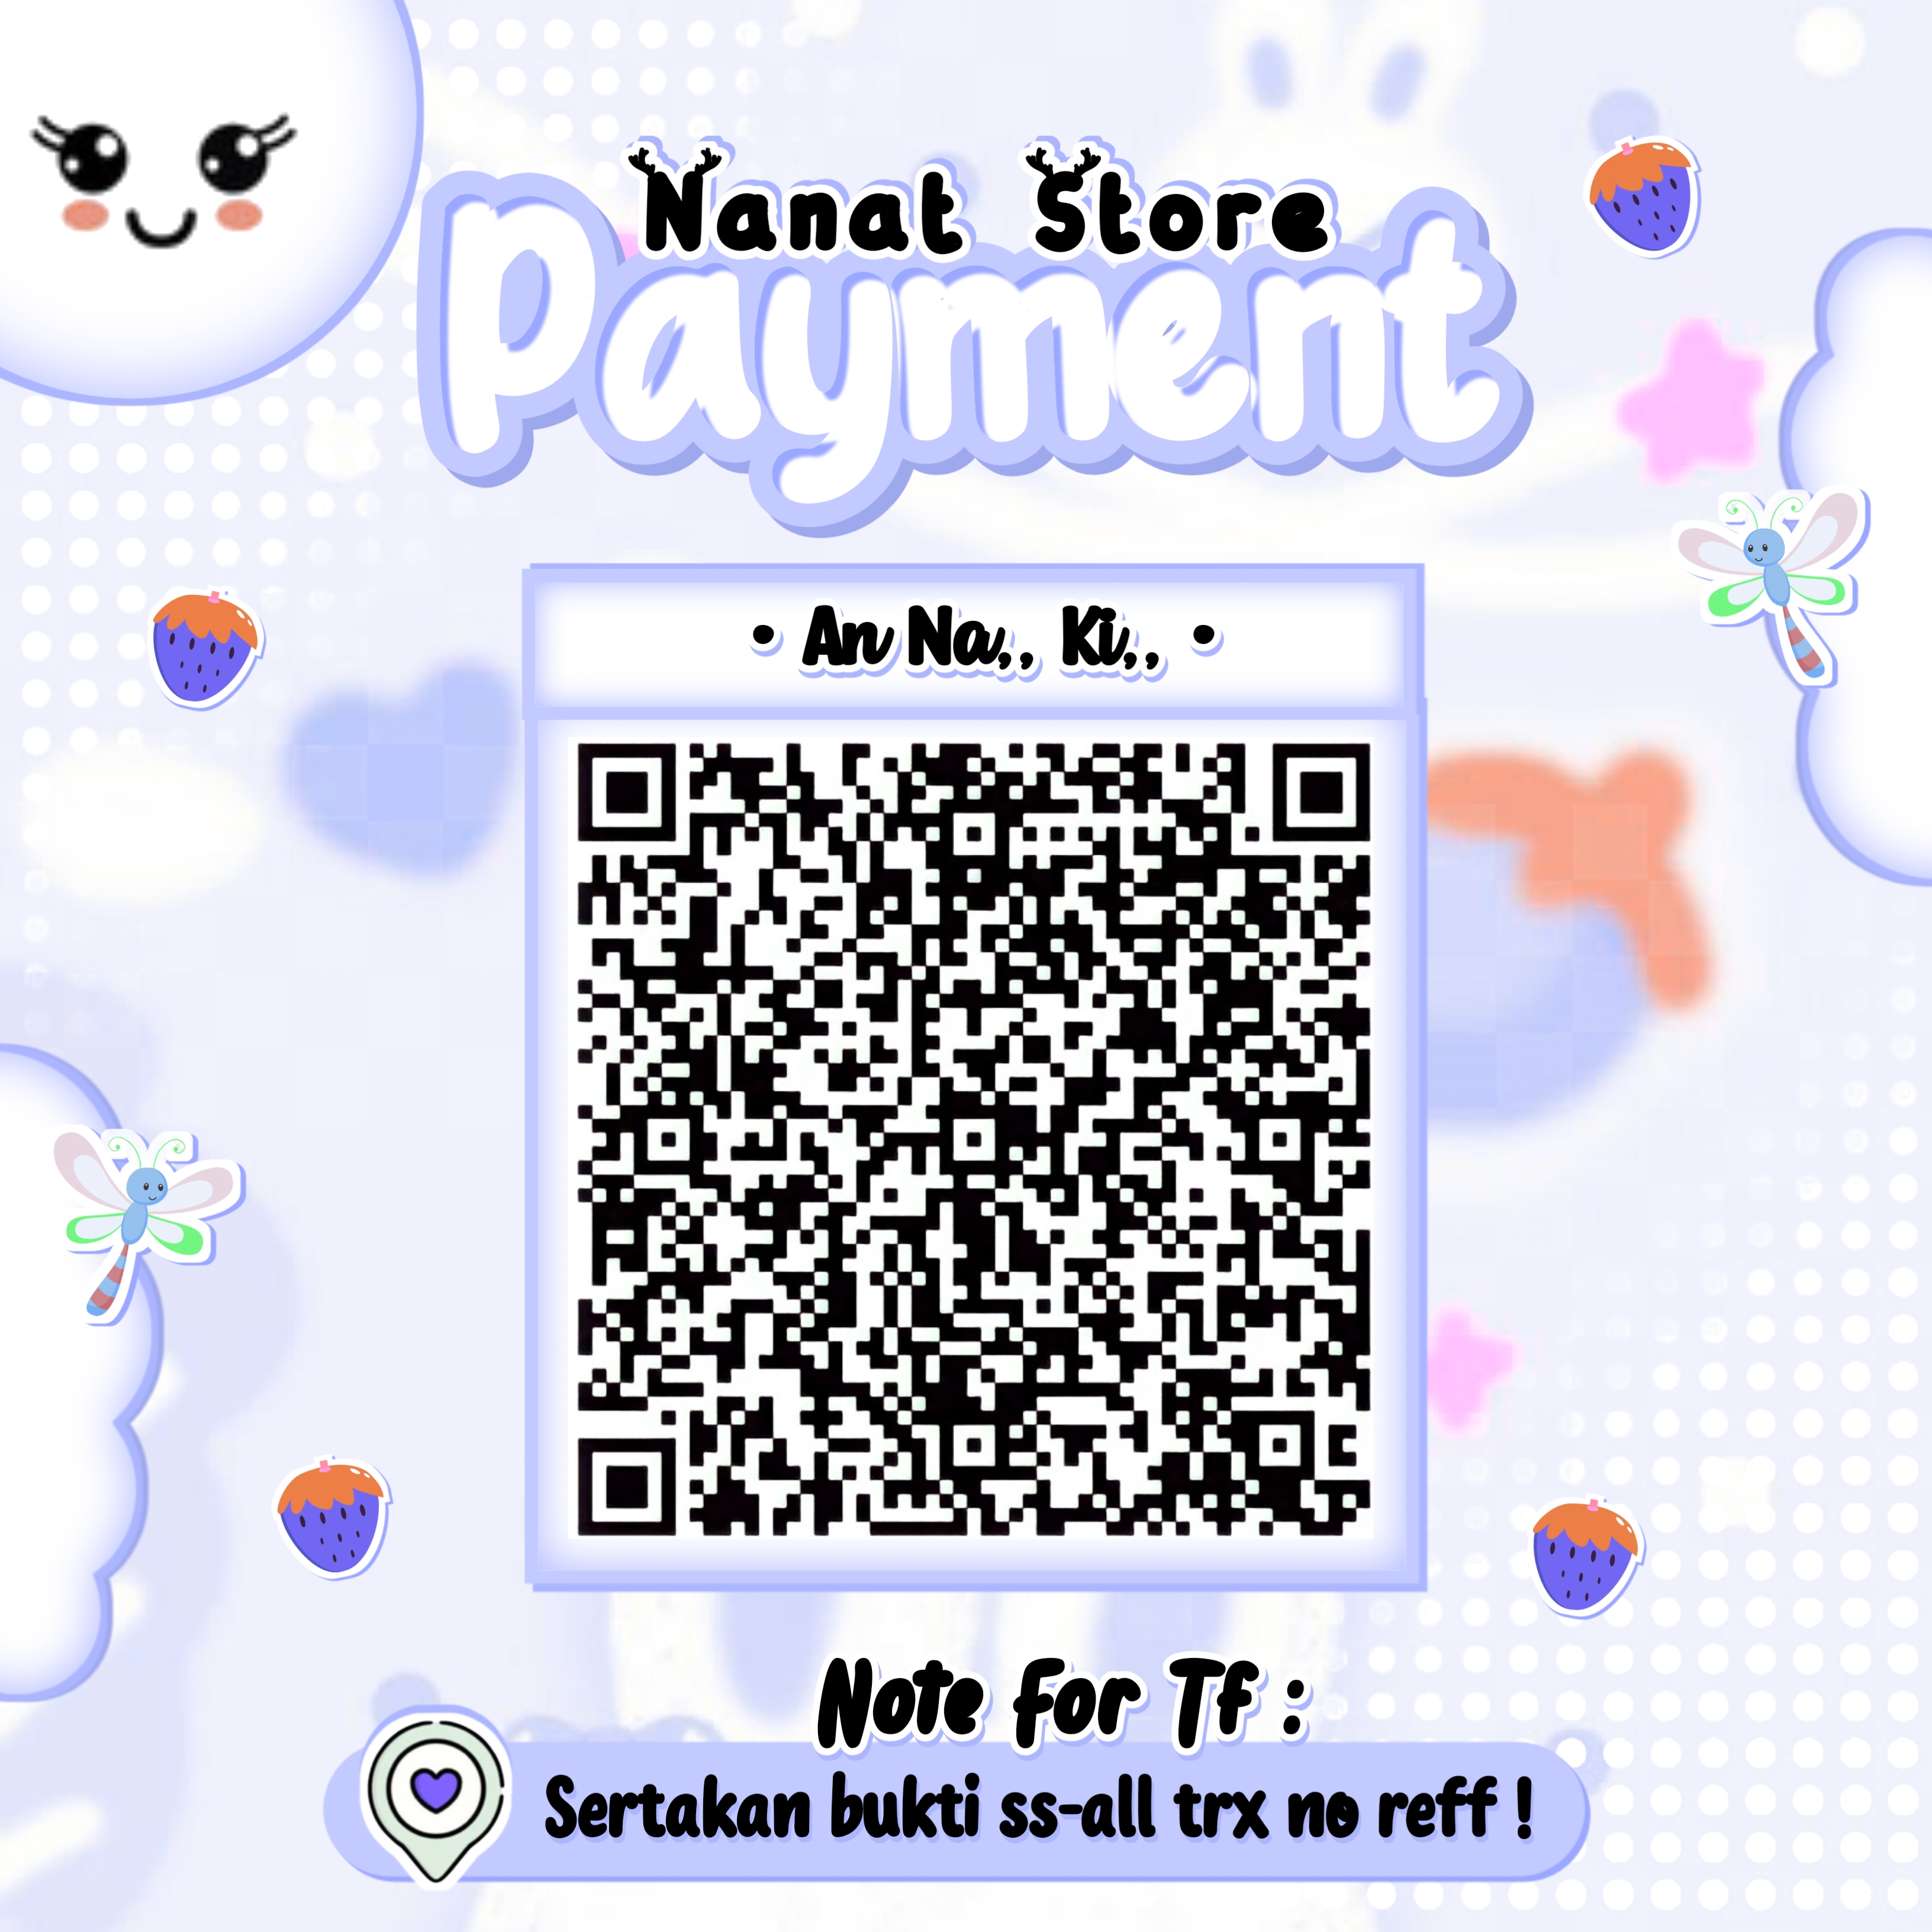 Nanat Store
Payment
• An Na,, Ki,, •
Note For Tf :
Sertakan bukti ss-all trx no reff !